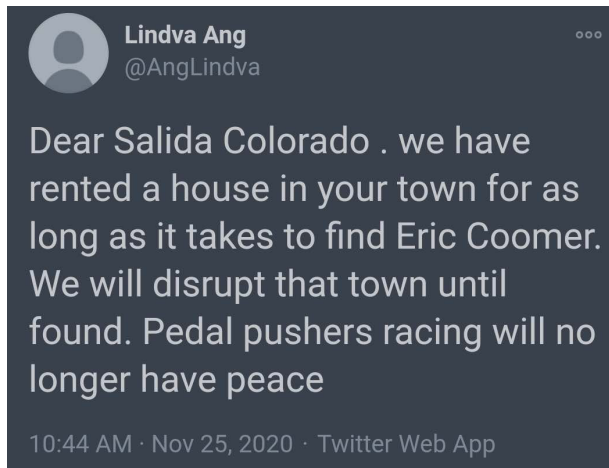 Lindva Ang
@AngLindva
Dear Salida Colorado . we have
rented a house in your town for as
long as it takes to find Eric Coomer.
We will disrupt that town until
found. Pedal pushers racing will no
longer have peace
10:44 AM · Nov 25, 2020 · Twitter Web App